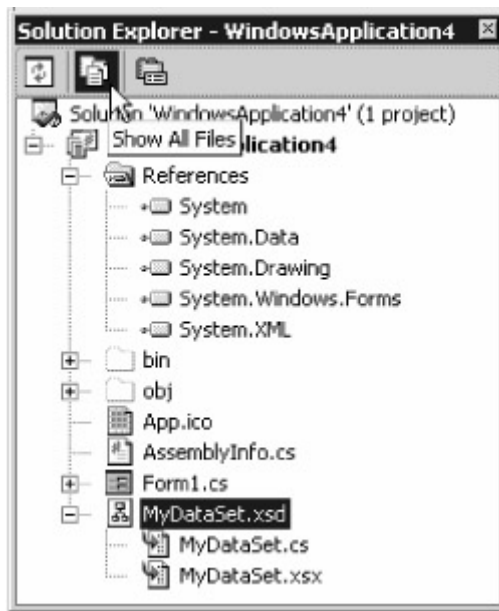 Solution Explorer - WindowsApplication4
Solution 'WindowsApplication4' (1 project)
Show All Files
lication4
References
System
System.Data
System.Drawing
System.Windows.Forms
System.XML
bin
obj
App.ico
AssemblyInfo.cs
Form1.cs
MyDataSet.xsd
MyDataSet.cs
MyDataSet.xsx